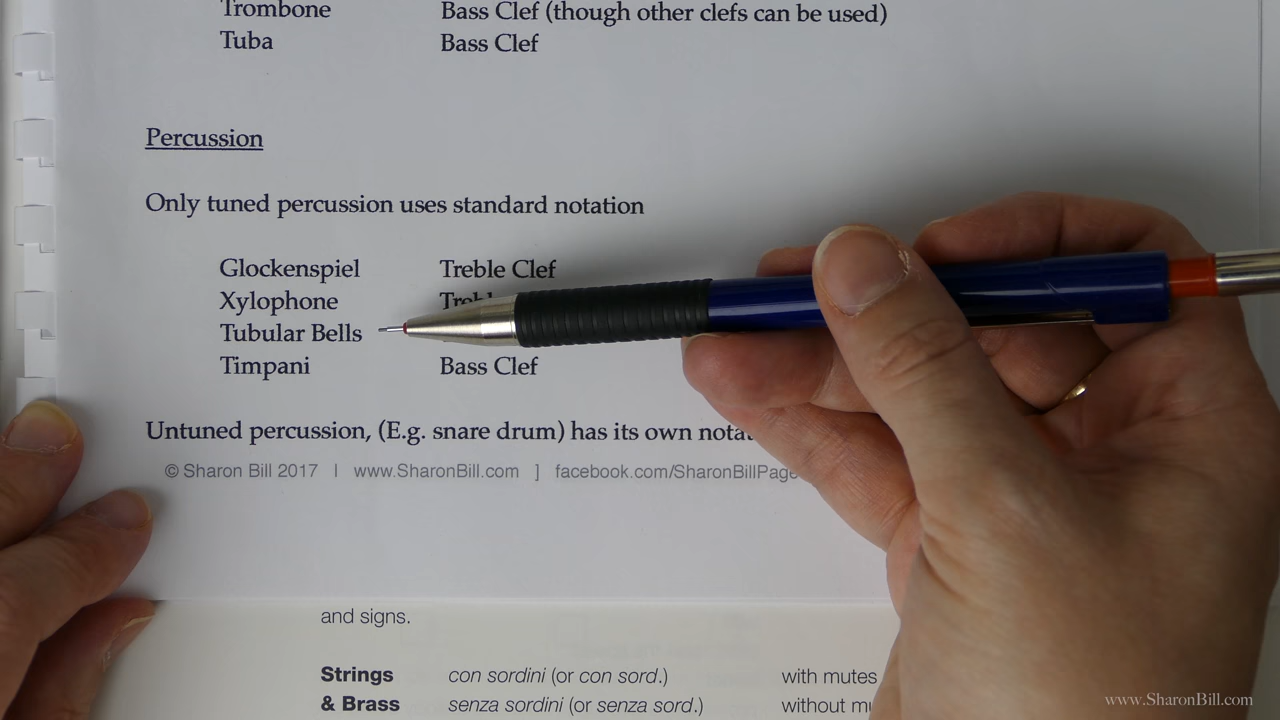 Trombone Bass Clef (though other clefs can be used)
Tuba Bass Clef
Percussion
Only tuned percussion uses standard notation
Glockenspiel Treble Clef
Xylophone
Tubular Bells
Timpani Bass Clef
Untuned percussion, (E.g. snare drum) has its own
© Sharon Bill 2017 I www.SharonBill.com ] facebook.com/SharonBillPage
and signs.
Strings con sordini (or con sord.) with mutes
& Brass senza sordini (or senza sord.) without
www.SharonBill.com